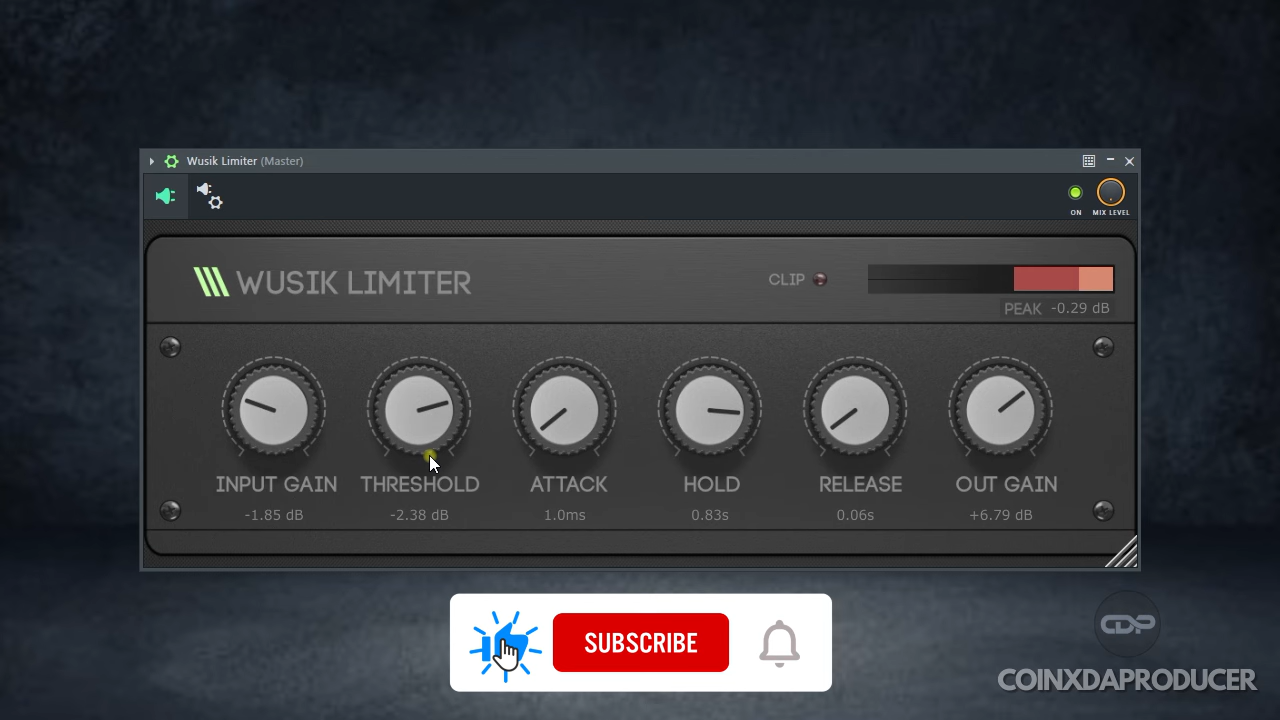 Wusik Limiter (Master)
ON
MIX LEVEL
WUSIK LIMITER
CLIP
PEAK -0.29 dB
INPUT GAIN THRESHOLD ATTACK HOLD RELEASE OUT GAIN
-1.85 dB -2.38 dB 1.0ms 0.83s 0.06s +6.79 dB
SUBSCRIBE
CDP
COINXDAPRODUCER